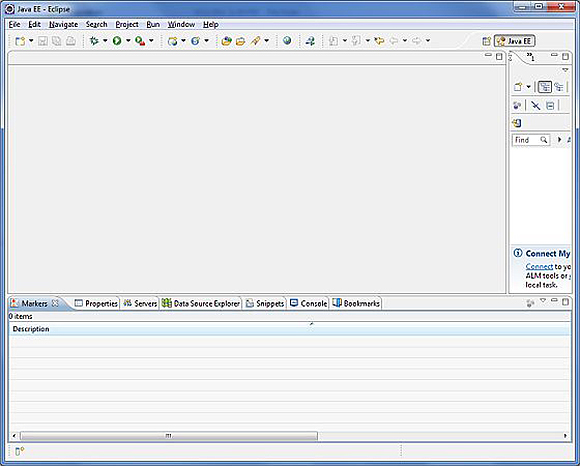 Java EE - Eclipse
File Edit Navigate Search Project Run Window Help
Java EE
"1
Find
Connect My
Connect to yo
ALM tools or
local task.
Markers Properties Servers Data Source Explorer Snippets Console Bookmarks
0 items
Description